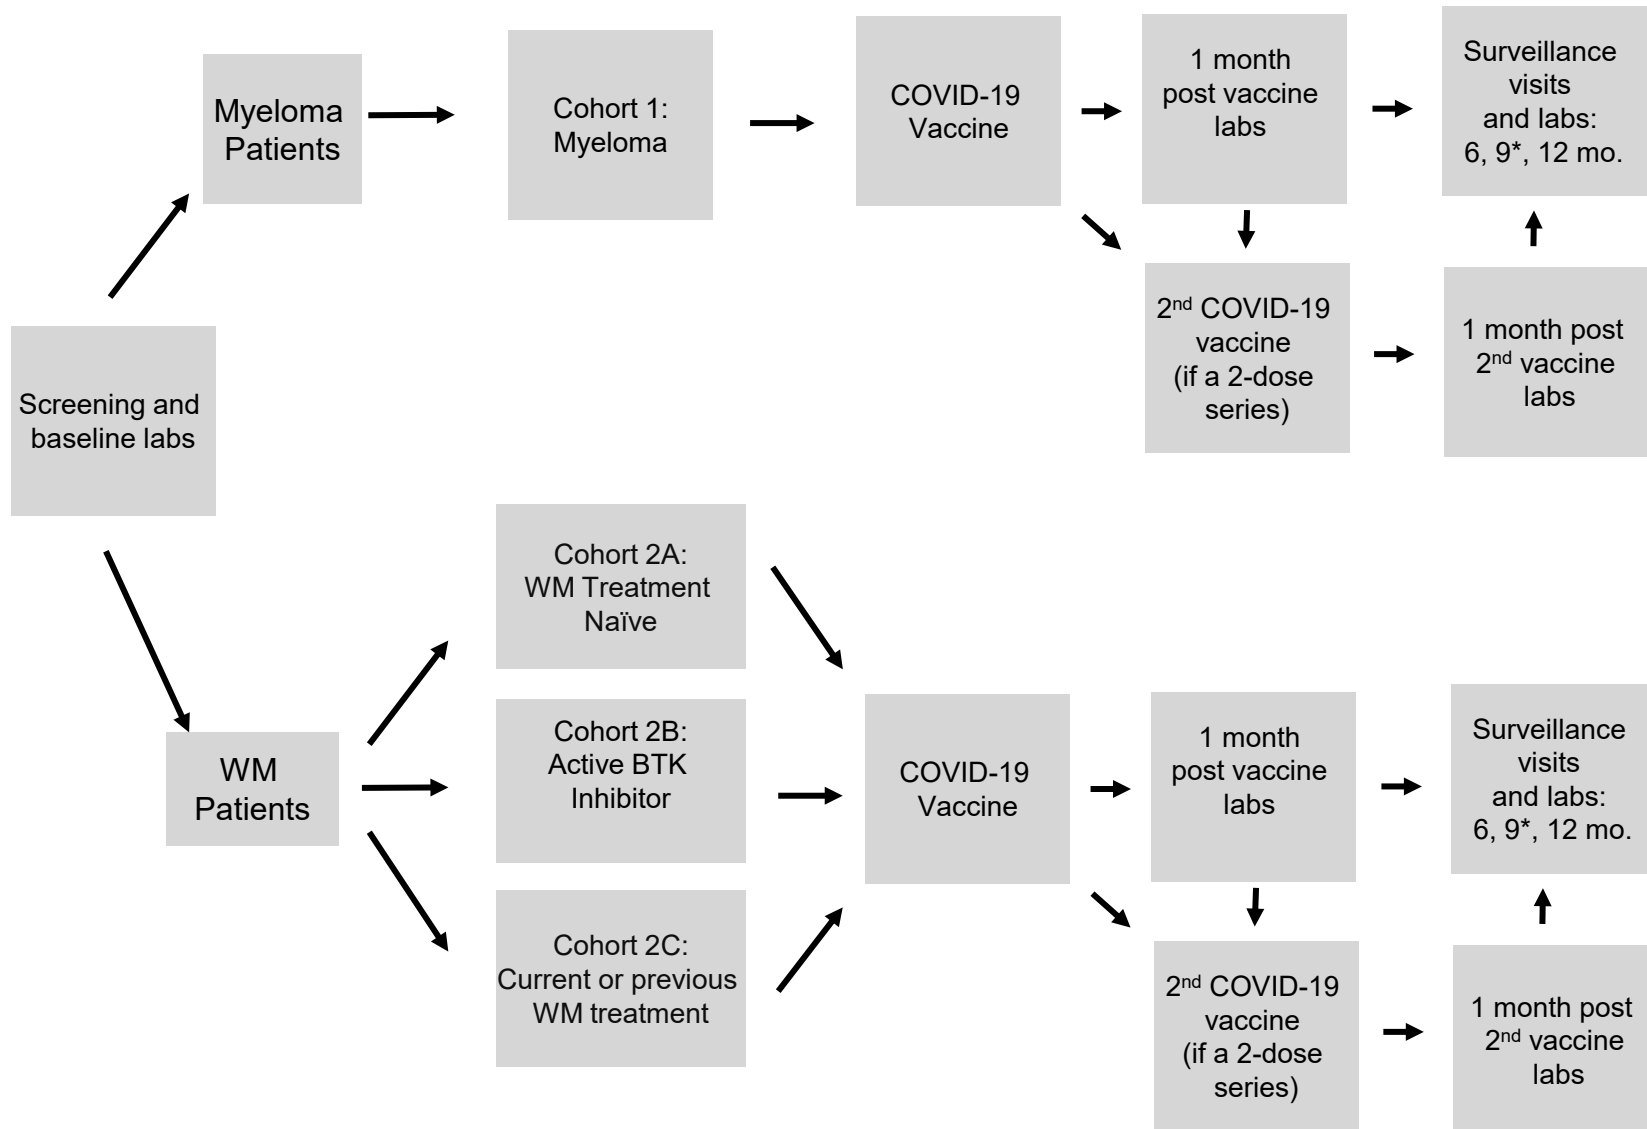 Screening and
baseline labs
Myeloma
Patients
Cohort 1:
Myeloma
COVID-19
Vaccine
1 month
post vaccine
labs
Surveillance
visits
and labs:
6, 9*, 12 mo.
2nd COVID-19
vaccine
(if a 2-dose
series)
1 month post
2nd vaccine
labs
WM
Patients
Cohort 2A:
WM Treatment
Naïve
Cohort 2B:
Active BTK
Inhibitor
Cohort 2C:
Current or previous
WM treatment
COVID-19
Vaccine
1 month
post vaccine
labs
Surveillance
visits
and labs:
6, 9*, 12 mo.
2nd COVID-19
vaccine
(if a 2-dose
series)
1 month post
2nd vaccine
labs